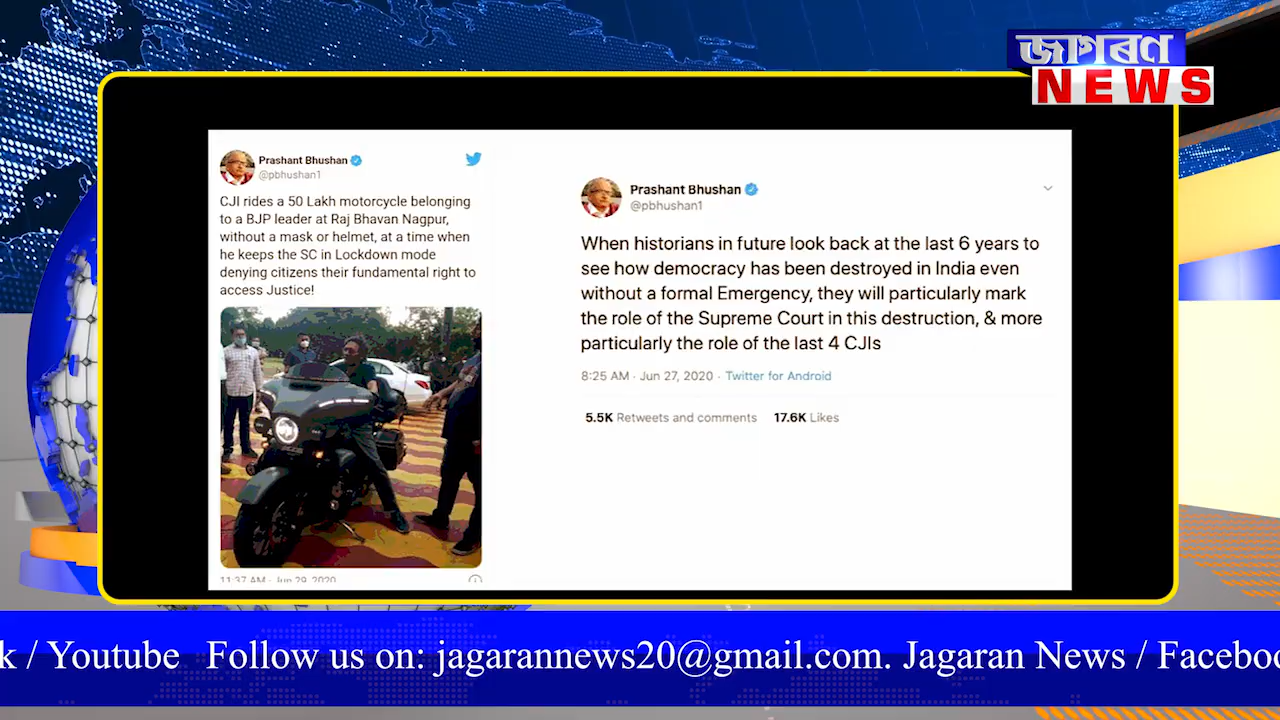 জাগৰণ
NEWS
Prashant Bhushan
@pbhushan1
CJI rides a 50 Lakh motorcycle belonging
to a BJP leader at Raj Bhavan Nagpur,
without a mask or helmet, at a time when
he keeps the SC in Lockdown mode
denying citizens their fundamental right to
access Justice!
11:37 AM · Jun 29, 2020
Prashant Bhushan
@pbhushan1
When historians in future look back at the last 6 years to
see how democracy has been destroyed in India even
without a formal Emergency, they will particularly mark
the role of the Supreme Court in this destruction, & more
particularly the role of the last 4 CJIs
8:25 AM · Jun 27, 2020 · Twitter for Android
5.5K Retweets and comments 17.6K Likes
k / Youtube Follow us on: jagarannews20@gmail.com. Jagaran News / Faceboo